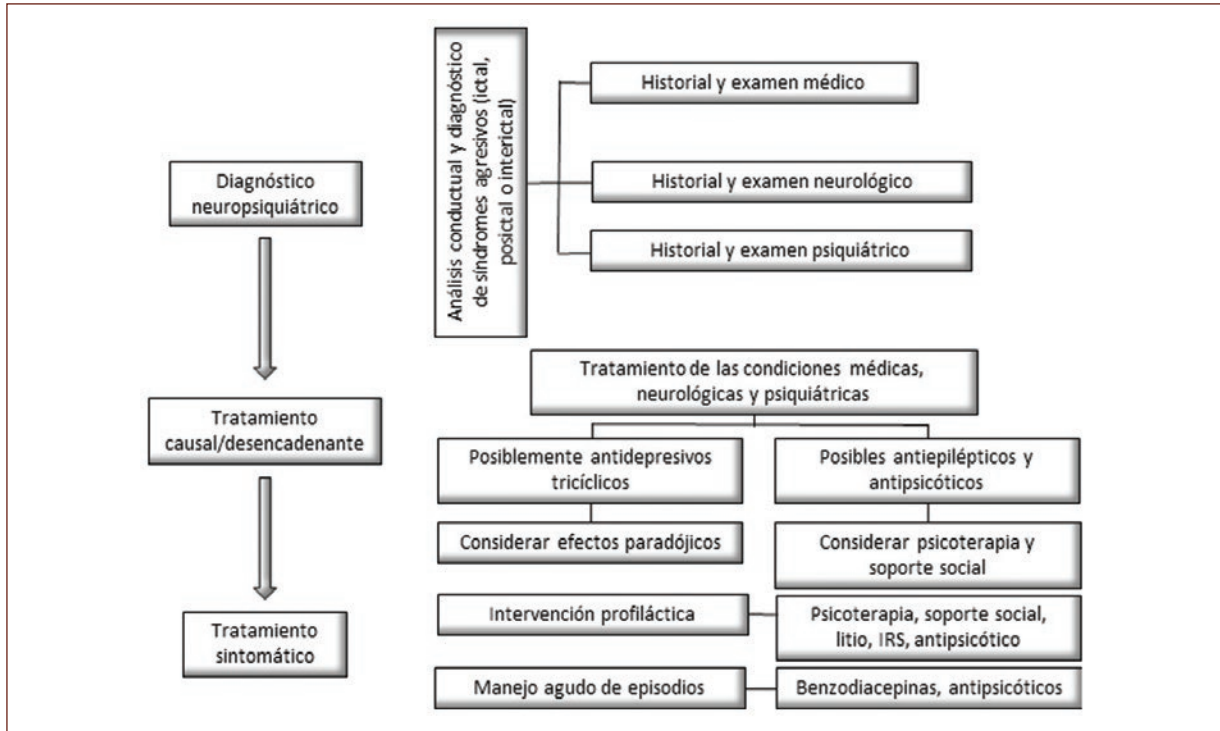 Análisis conductual y diagnóstico
de síndromes agresivos (ictal,
posictal o interictal)
Historial y examen médico
Historial y examen neurológico
Historial y examen psiquiátrico
Diagnóstico
neuropsiquiátrico
Tratamiento de las condiciones médicas,
neurológicas y psiquiátricas
Tratamiento
causal/desencadenante
Posiblemente antidepresivos
tricíclicos
Posibles antiepilépticos y
antipsicóticos
Considerar efectos paradójicos
Considerar psicoterapia y
soporte social
Tratamiento
sintomático
Intervención profiláctica
Psicoterapia, soporte social,
litio, IRS, antipsicótico
Manejo agudo de episodios
Benzodiacepinas, antipsicóticos